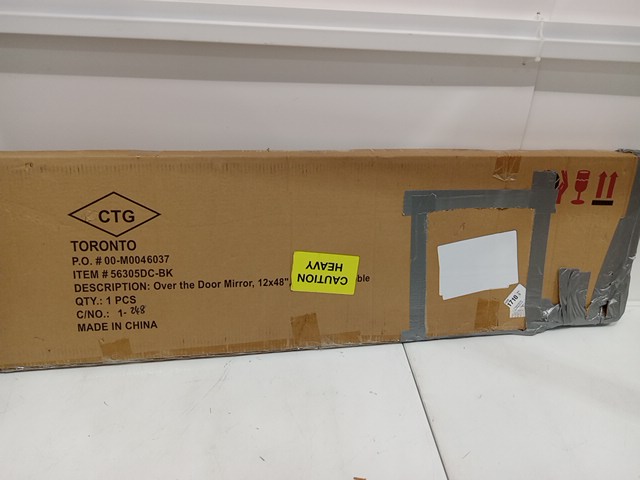 CTG
TORONTO
P.O. # 00-M0046037
ITEM # 56305DC-BK
DESCRIPTION: Over the Door Mirror, 12x48",
QTY.: 1 PCS
C/NO.: 1- 248
MADE IN CHINA
CAUTION
HEAVY
1710